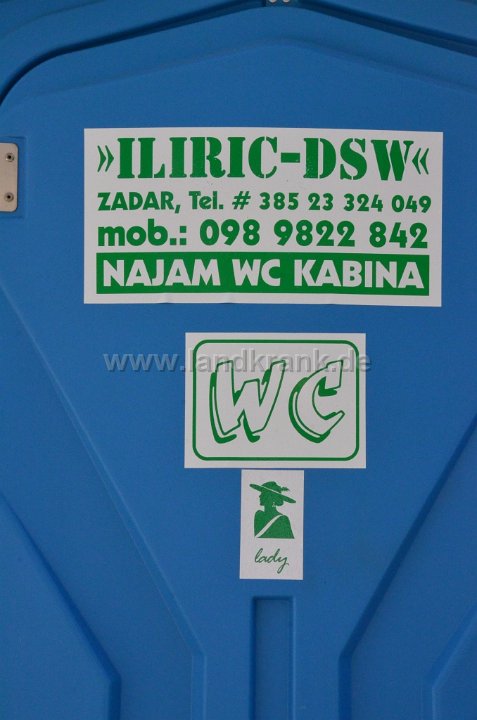 »ILIRIC-DSW«
ZADAR, Tel. # 385 23 324 049
mob.: 098 9822 842
NAJAM WC KABINA
www.landkrank.de
WC
lady